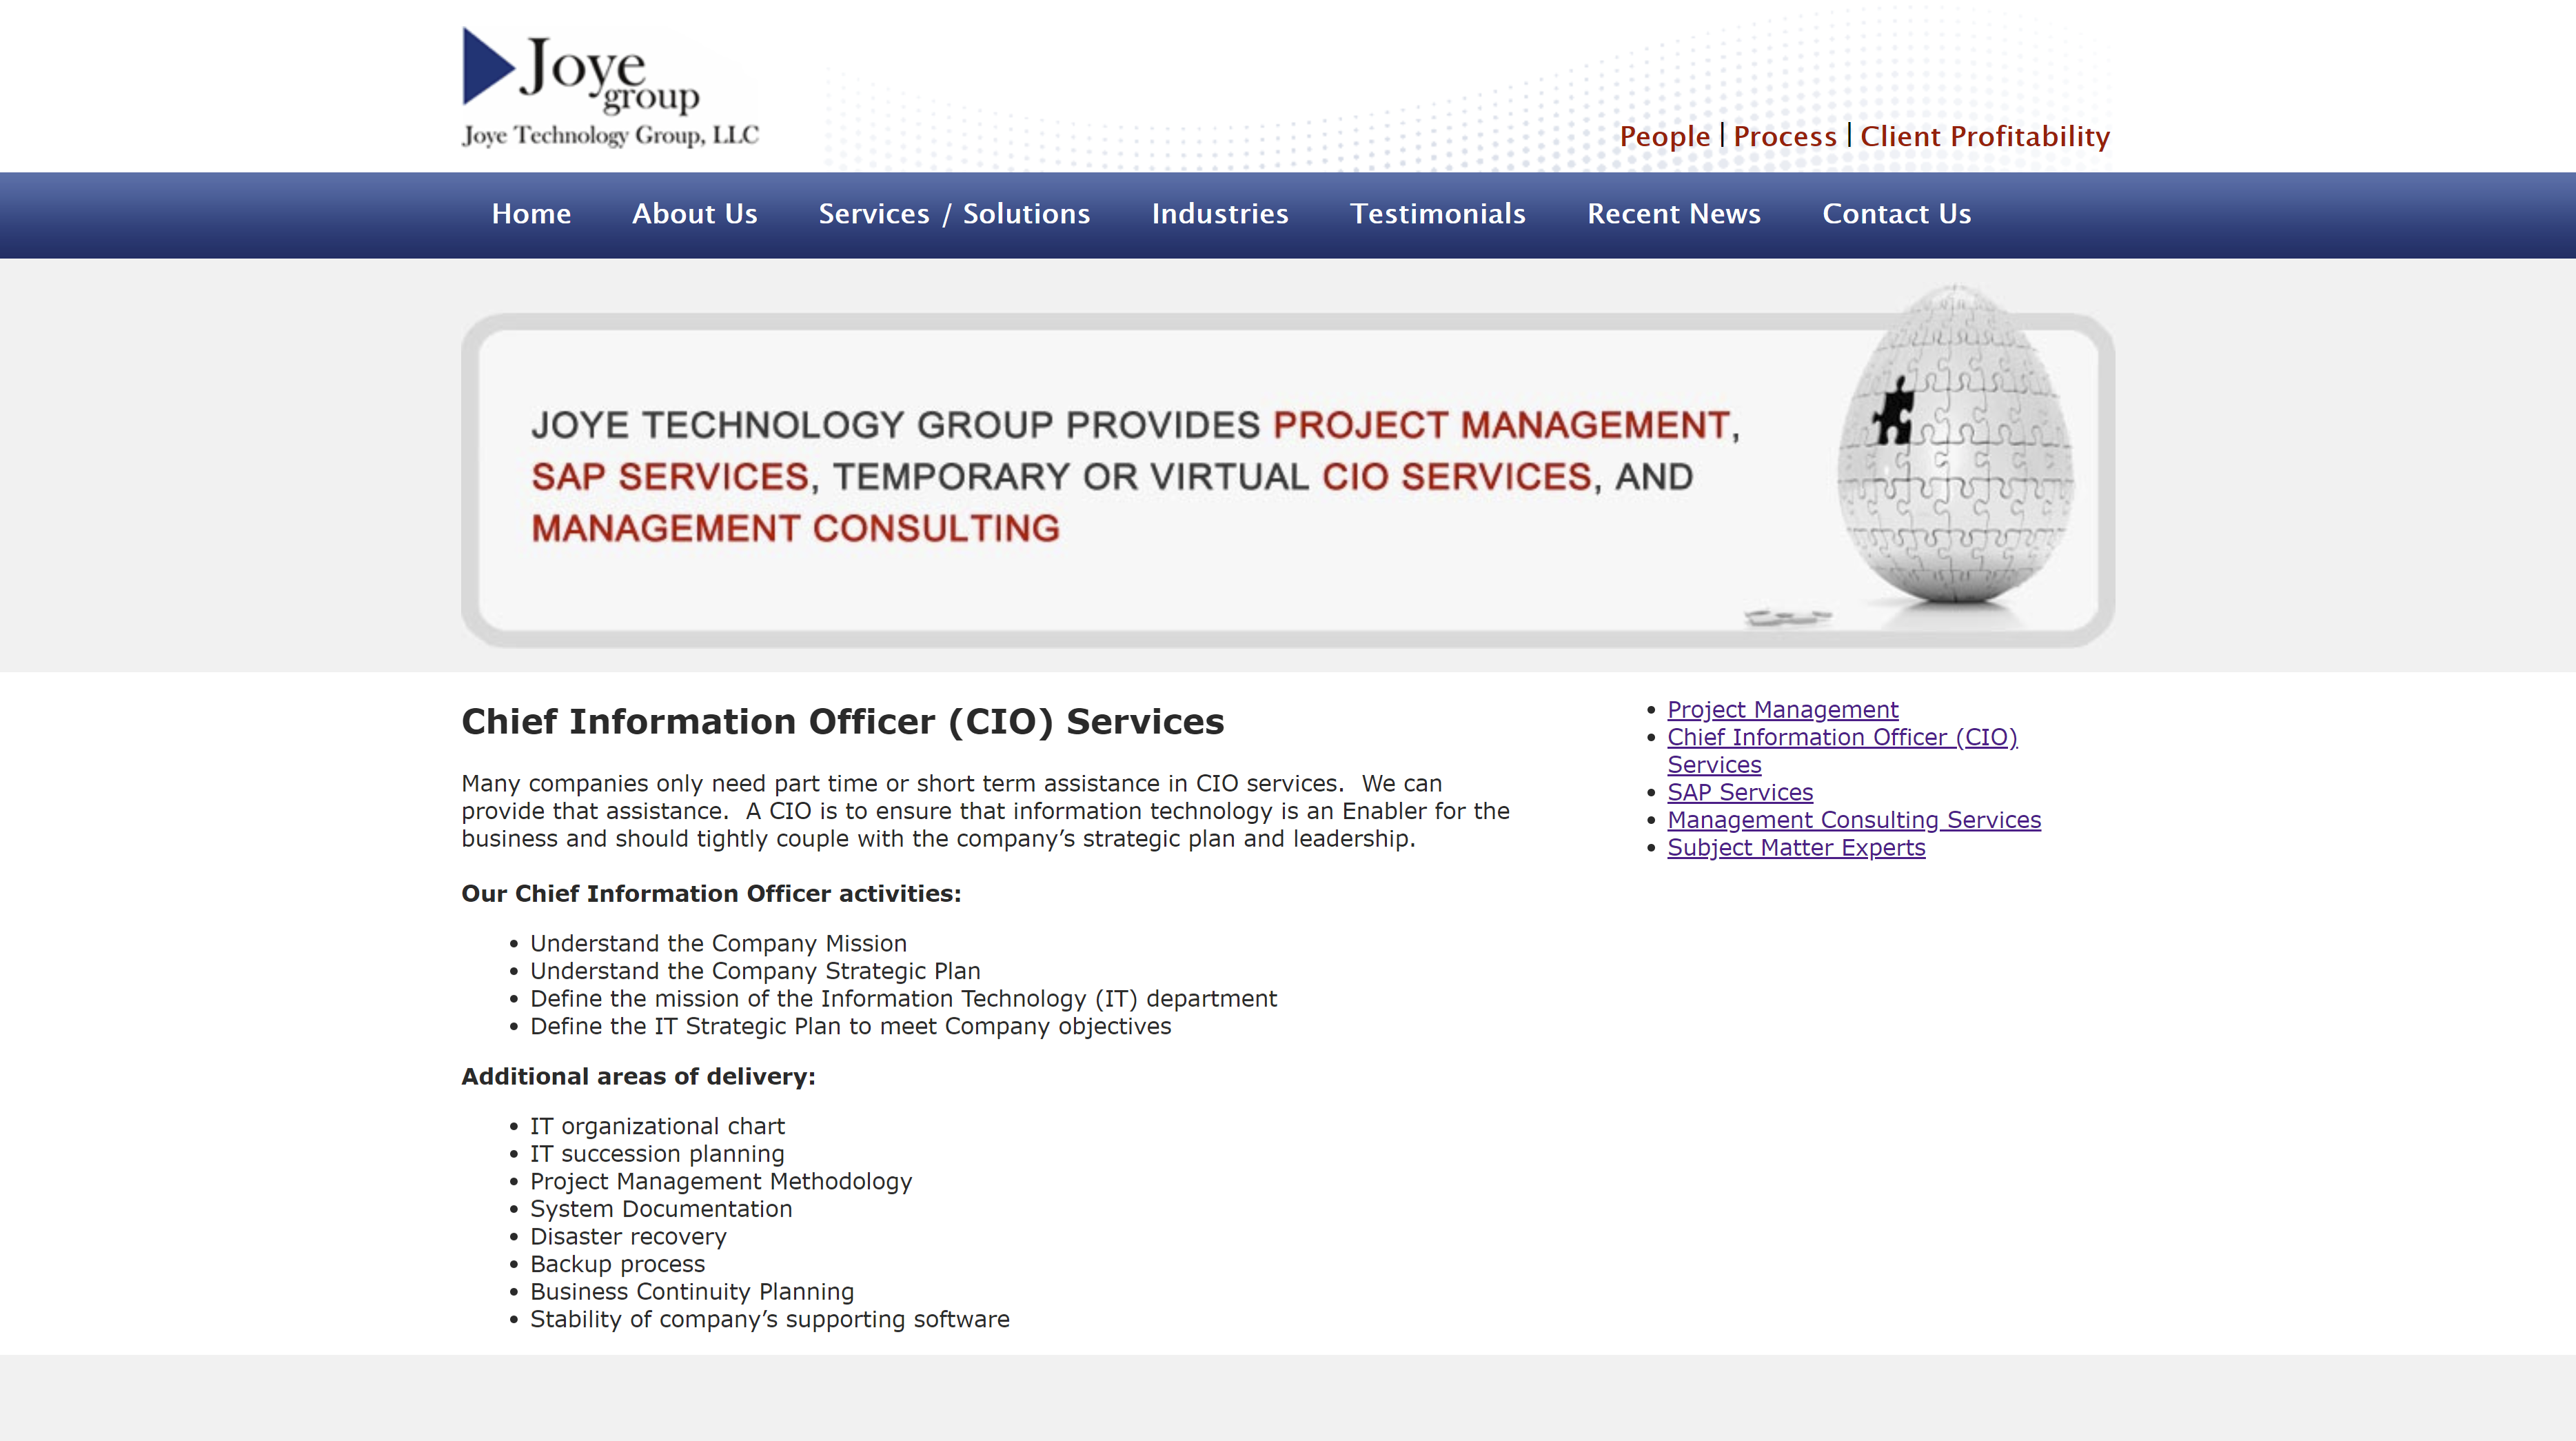 Joye
group
Joye Technology Group, LLC
People | Process | Client Profitability
Home About Us Services / Solutions Industries Testimonials Recent News Contact Us
JOYE TECHNOLOGY GROUP PROVIDES PROJECT MANAGEMENT,
SAP SERVICES, TEMPORARY OR VIRTUAL CIO SERVICES, AND
MANAGEMENT CONSULTING
Chief Information Officer (CIO) Services
Many companies only need part time or short term assistance in CIO services.  We can
provide that assistance.  A CIO is to ensure that information technology is an Enabler for the
business and should tightly couple with the company’s strategic plan and leadership.
Our Chief Information Officer activities:
• Understand the Company Mission
• Understand the Company Strategic Plan
• Define the mission of the Information Technology (IT) department
• Define the IT Strategic Plan to meet Company objectives
Additional areas of delivery:
• IT organizational chart
• IT succession planning
• Project Management Methodology
• System Documentation
• Disaster recovery
• Backup process
• Business Continuity Planning
• Stability of company’s supporting software
• Project Management
• Chief Information Officer (CIO)
Services
• SAP Services
• Management Consulting Services
• Subject Matter Experts